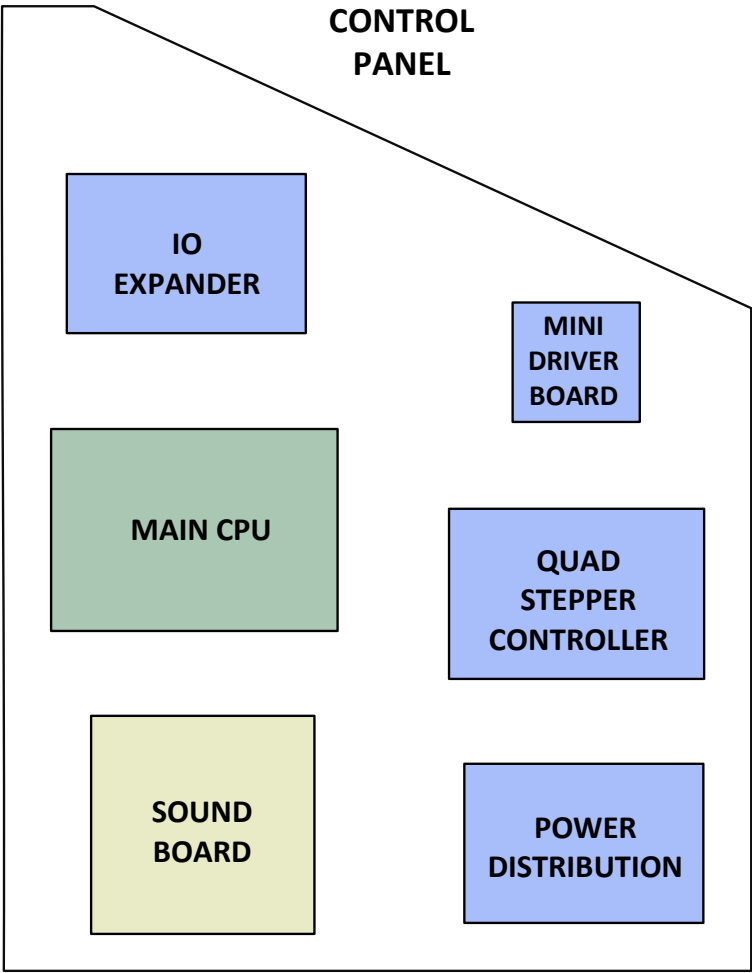 CONTROL
PANEL
IO
EXPANDER
MINI
DRIVER
BOARD
MAIN CPU
QUAD
STEPPER
CONTROLLER
SOUND
BOARD
POWER
DISTRIBUTION